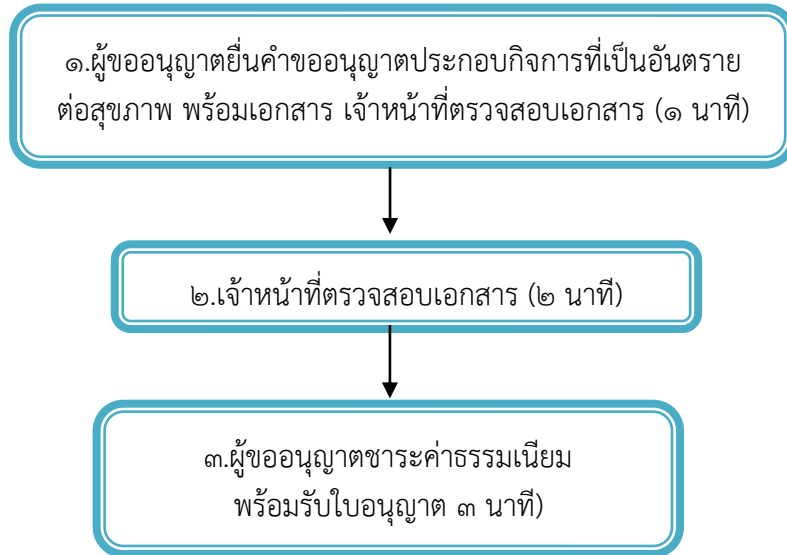 ๑.ผู้ขออนุญาตยื่นคำขออนุญาตประกอบกิจการที่เป็นอันตราย
ต่อสุขภาพ พร้อมเอกสาร เจ้าหน้าที่ตรวจสอบเอกสาร (๑ นาที)
๒.เจ้าหน้าที่ตรวจสอบเอกสาร (๒ นาที)
๓.ผู้ขออนุญาตชาระค่าธรรมเนียม
พร้อมรับใบอนุญาต ๓ นาที)